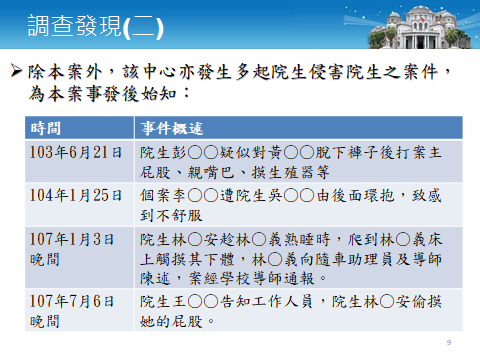 調查發現(二)
➢除本案外，該中心亦發生多起院生侵害院生之案件，
為本案事發後始知：
時間 事件概述
103年6月21日 院生彭○○疑似對黃○○脫下褲子後打案主
屁股、親嘴巴、摸生殖器等
104年1月25日 個案李○○遭院生吳○○由後面環抱，致感
到不舒服
107年1月3日 院生林○安趁林○義熟睡時，爬到林○義床
晚間 上觸摸其下體，林○義向隨車助理員及導師
陳述，案經學校導師通報。
107年7月6日 院生王○○告知工作人員，院生林○安偷摸
晚間 她的屁股。
9